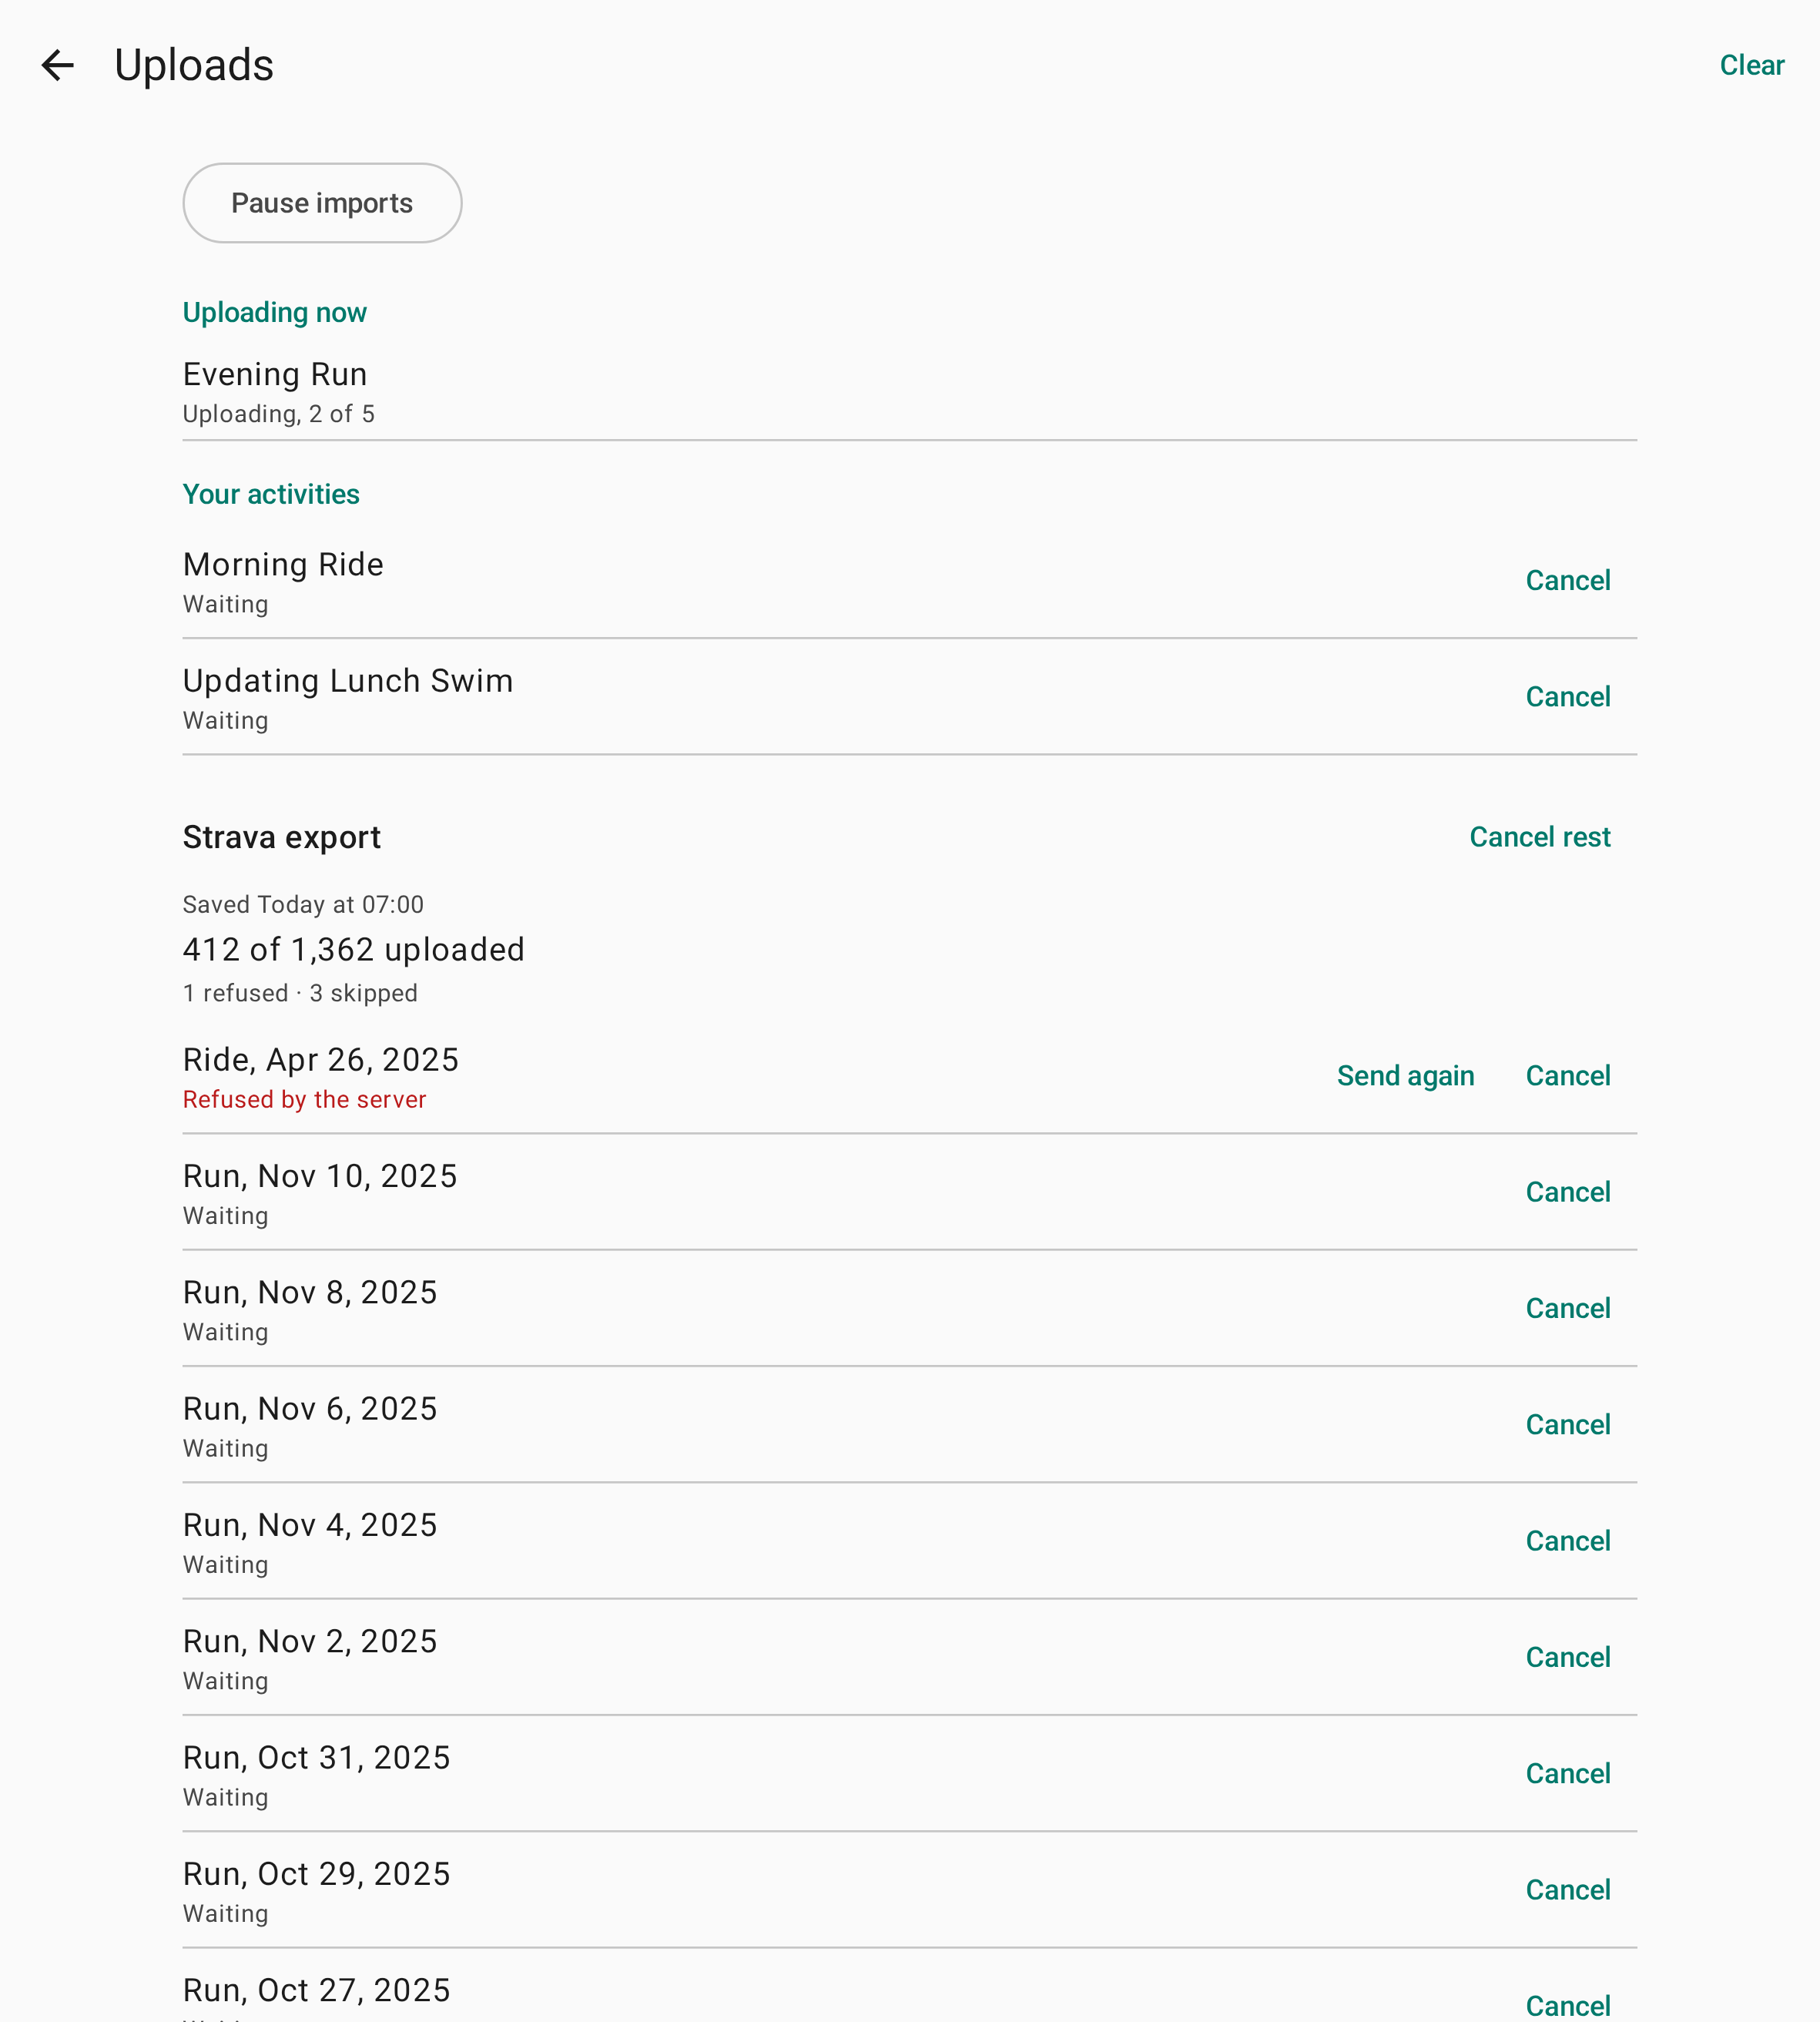 Uploads
Clear
Pause imports
Uploading now
Evening Run
Uploading, 2 of 5
Your activities
Morning Ride
Cancel
Waiting
Updating Lunch Swim
Cancel
Waiting
Strava export
Cancel rest
Saved Today at 07:00
412 of 1,362 uploaded
1 refused · 3 skipped
Ride, Apr 26, 2025
Send again
Cancel
Refused by the server
Run, Nov 10, 2025
Cancel
Waiting
Run, Nov 8, 2025
Cancel
Waiting
Run, Nov 6, 2025
Cancel
Waiting
Run, Nov 4, 2025
Cancel
Waiting
Run, Nov 2, 2025
Cancel
Waiting
Run, Oct 31, 2025
Cancel
Waiting
Run, Oct 29, 2025
Cancel
Waiting
Run, Oct 27, 2025
Cancel